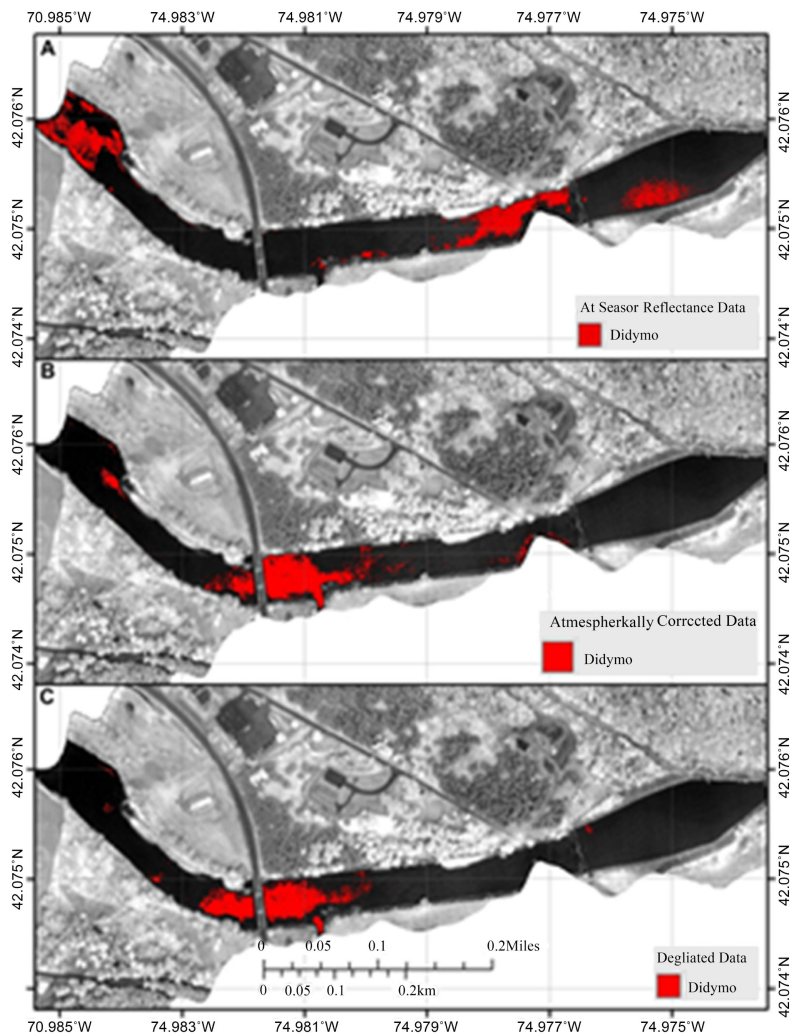 70.985°W 74.983°W 74.981°W 74.979°W 74.977°W 74.975°W
A
42.076°N 42.076°N
42.075°N 42.075°N
42.074°N 42.074°N
At Seasor Reflectance Data
Didymo
B
42.076°N 42.076°N
42.075°N 42.075°N
42.074°N 42.074°N
Atmespherkally Corrcctcd Data
Didymo
C
42.076°N 42.076°N
42.075°N 42.075°N
42.074°N 42.074°N
0 0.05 0.1 0.2Miles
0 0.05 0.1 0.2km
Degliated Data
Didymo
70.985°W 74.983°W 74.981°W 74.979°W 74.977°W 74.975°W